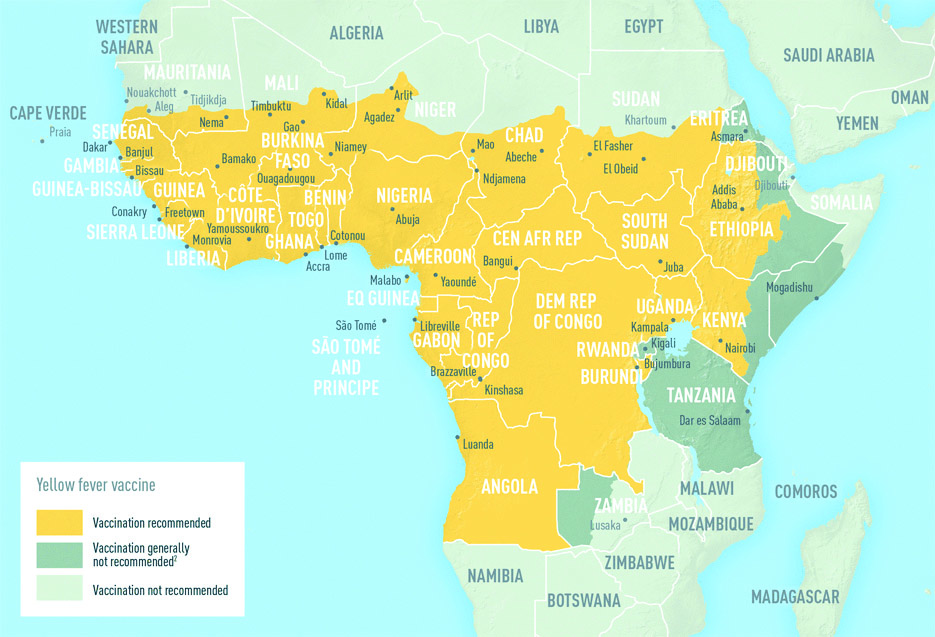 WESTERN
SAHARA
ALGERIA
LIBYA
EGYPT
SAUDI ARABIA
OMAN
YEMEN
MAURITANIA
Nouakchott
Aleg
Tidjikdja
MALI
Timbuktu
Kidal
Arlit
Agadez
NIGER
SUDAN
Khartoum
ERITREA
Asmara
CAPE VERDE
Praia
SENEGAL
Dakar
Nema
Gao
BURKINA
FASO
Niamey
CHAD
Mao
Abeche
El Fasher
El Obeid
DJIBOUTI
Djibouti
GAMBIA
Banjul
Bissau
Bamako
Ouagadougou
Ndjamena
GUINEA-BISSAU
GUINEA
CÔTE
D'IVOIRE
BENIN
TOGO
NIGERIA
Abuja
Addis
Ababa
SOMALIA
Conakry
Freetown
Yamoussoukro
SIERRA LEONE
Monrovia
GHANA
Cotonou
LIBERIA
Lome
Accra
CEN AFR REP
Bangui
SOUTH
SUDAN
Juba
ETHIOPIA
CAMEROON
Malabo
Yaoundé
EQ GUINEA
Mogadishu
São Tomé
SÃO TOMÉ
AND
PRINCIPE
Libreville
GABON
REP
OF
CONGO
DEM REP
OF CONGO
UGANDA
Kampala
KENYA
Nairobi
RWANDA
Kigali
Bujumbura
BURUNDI
Brazzaville
Kinshasa
TANZANIA
Dar es Salaam
Luanda
ANGOLA
ZAMBIA
Lusaka
MALAWI
COMOROS
MOZAMBIQUE
ZIMBABWE
NAMIBIA
BOTSWANA
MADAGASCAR
Yellow fever vaccine
Vaccination recommended
Vaccination generally
not recommended²
Vaccination not recommended